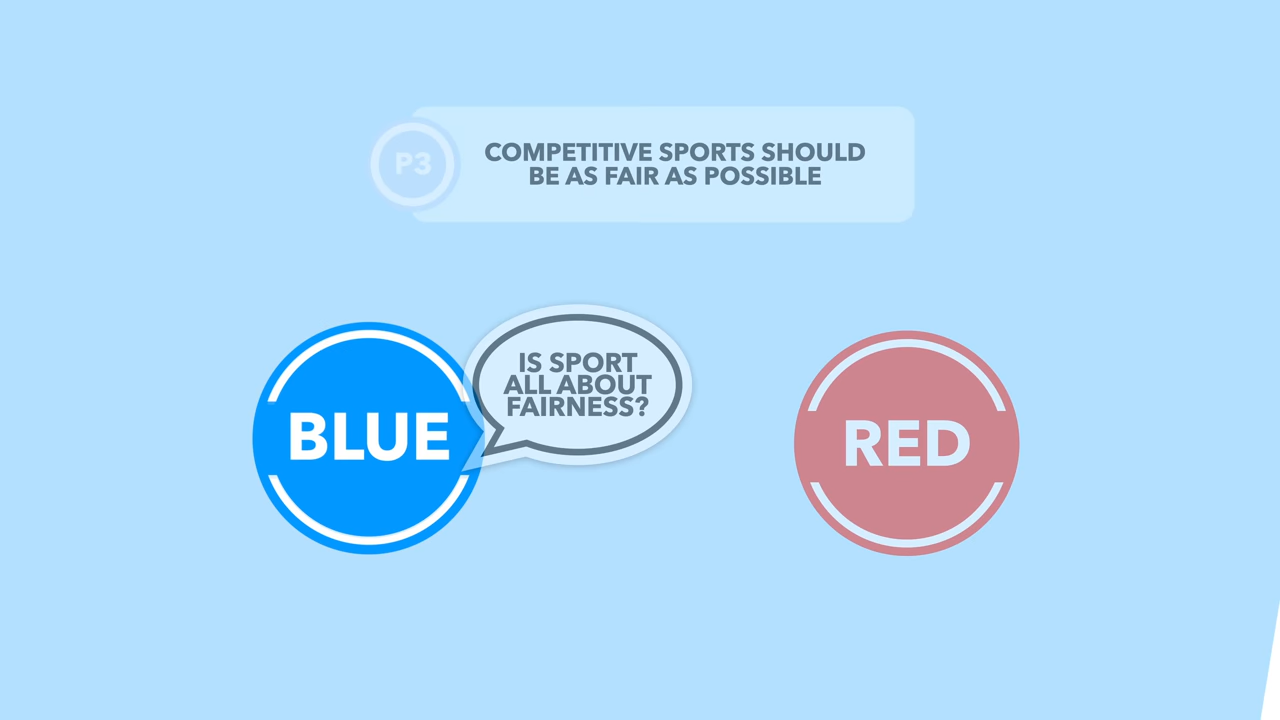 P3
COMPETITIVE SPORTS SHOULD
BE AS FAIR AS POSSIBLE
BLUE
IS SPORT
ALL ABOUT
FAIRNESS?
RED